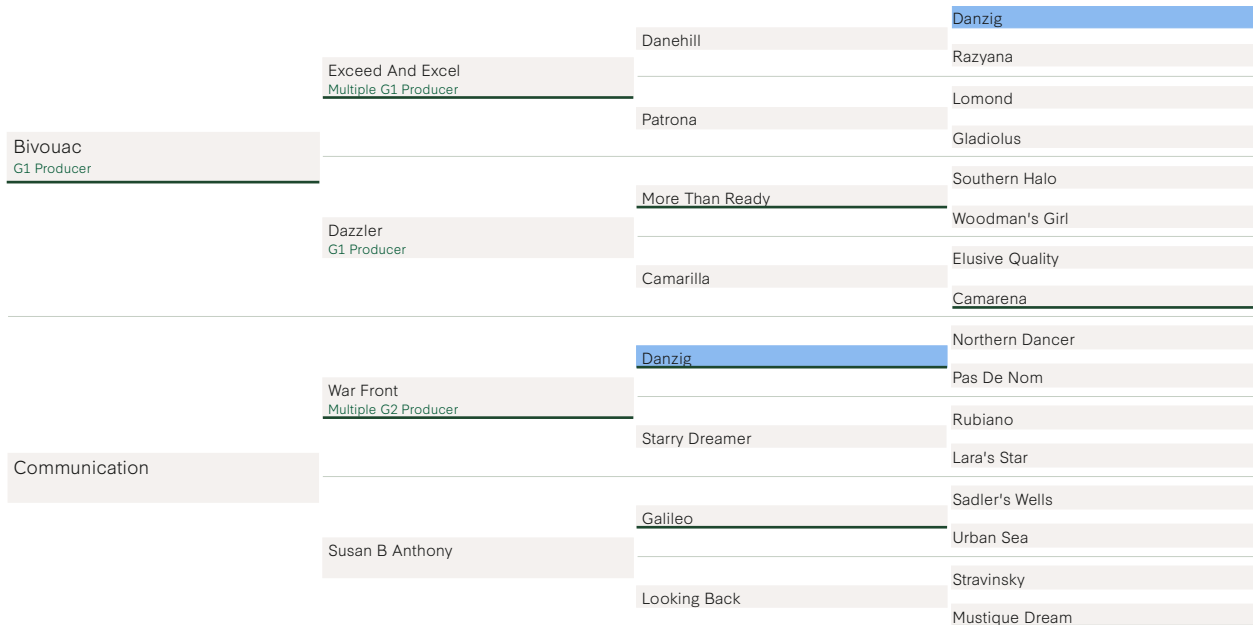 Bivouac
G1 Producer
Exceed And Excel
Multiple G1 Producer
Danehill
Danzig
Razyana
Patrona
Lomond
Gladiolus
Dazzler
G1 Producer
More Than Ready
Southern Halo
Woodman's Girl
Camarilla
Elusive Quality
Camarena
Communication
War Front
Multiple G2 Producer
Danzig
Northern Dancer
Pas De Nom
Starry Dreamer
Rubiano
Lara's Star
Susan B Anthony
Galileo
Sadler's Wells
Urban Sea
Looking Back
Stravinsky
Mustique Dream